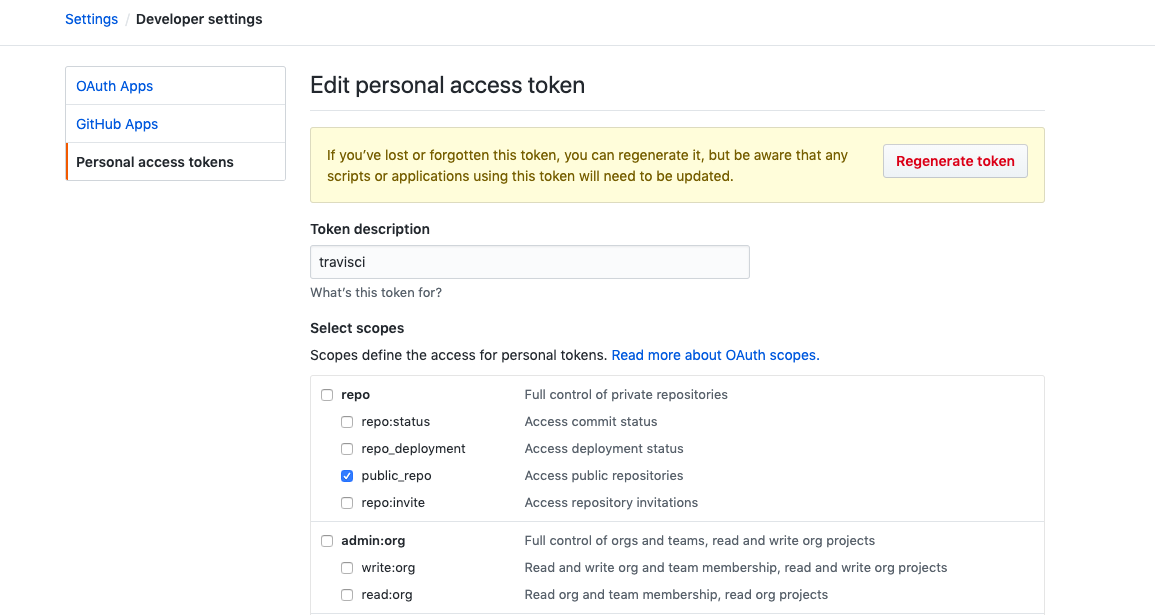 Settings / Developer settings
OAuth Apps
GitHub Apps
Personal access tokens
Edit personal access token
If you’ve lost or forgotten this token, you can regenerate it, but be aware that any
scripts or applications using this token will need to be updated.
Regenerate token
Token description
travisci
What’s this token for?
Select scopes
Scopes define the access for personal tokens. Read more about OAuth scopes.
repo Full control of private repositories
repo:status Access commit status
repo_deployment Access deployment status
public_repo Access public repositories
repo:invite Access repository invitations
admin:org Full control of orgs and teams, read and write org projects
write:org Read and write org and team membership, read and write org projects
read:org Read org and team membership, read org projects